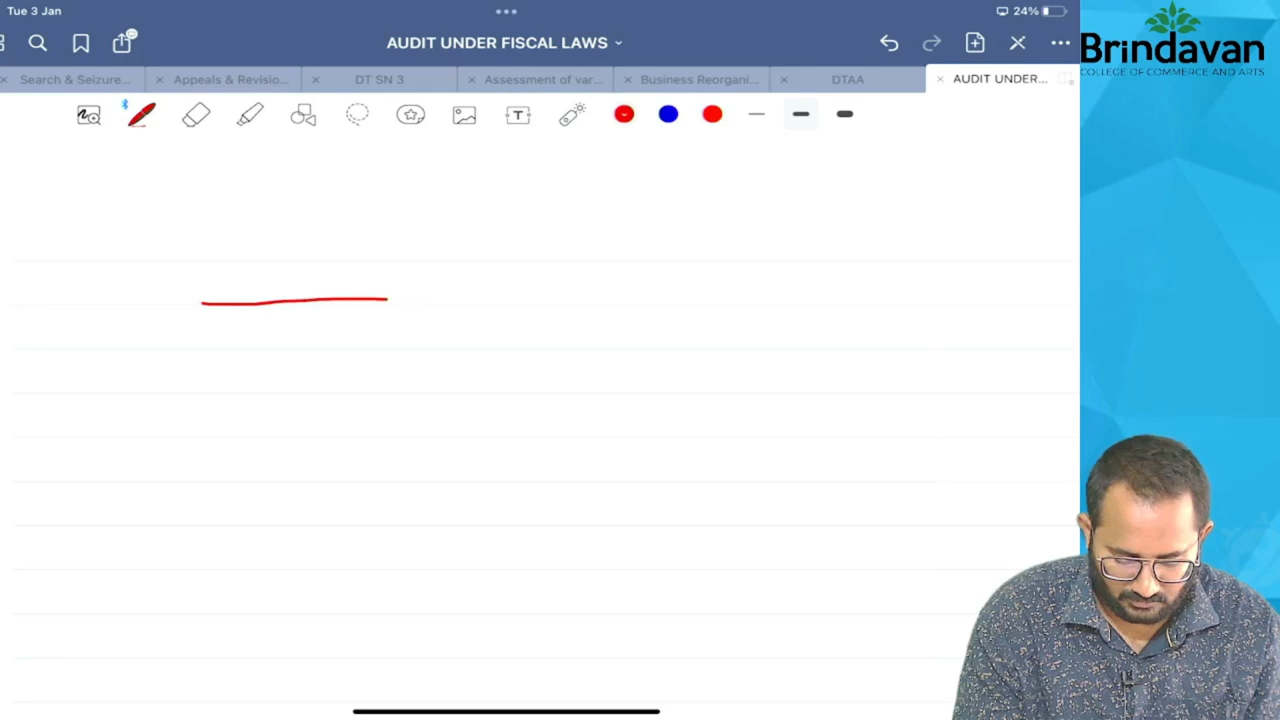 Tue 3 Jan
24%
AUDIT UNDER FISCAL LAWS
Search & Seizure...
Appeals & Revisio...
DT SN 3
Assessment of var...
Business Reorgani...
DTAA
AUDIT UNDER...
T
Brindavan
COLLEGE OF COMMERCE AND ARTS